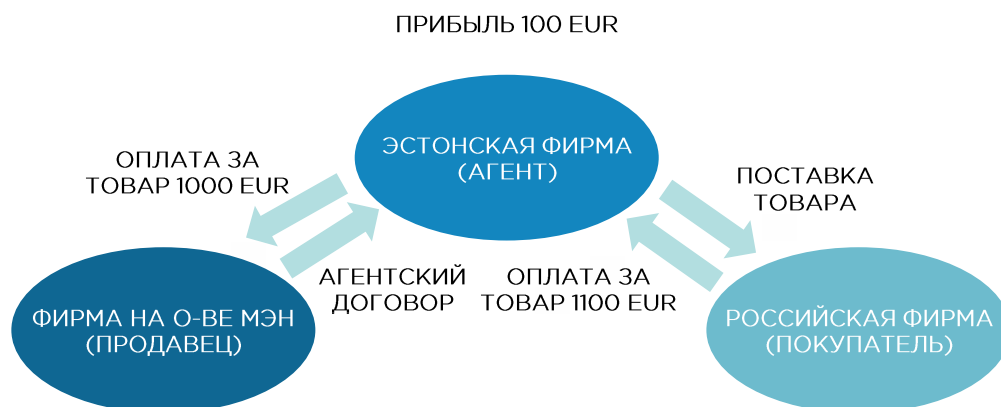 ПРИБЫЛЬ 100 EUR
ЭСТОНСКАЯ ФИРМА
(АГЕНТ)
ОПЛАТА ЗА
ТОВАР 1000 EUR
ПОСТАВКА
ТОВАРА
АГЕНТСКИЙ
ДОГОВОР
ОПЛАТА ЗА
ТОВАР 1100 EUR
ФИРМА НА О-ВЕ МЭН
(ПРОДАВЕЦ)
РОССИЙСКАЯ ФИРМА
(ПОКУПАТЕЛЬ)